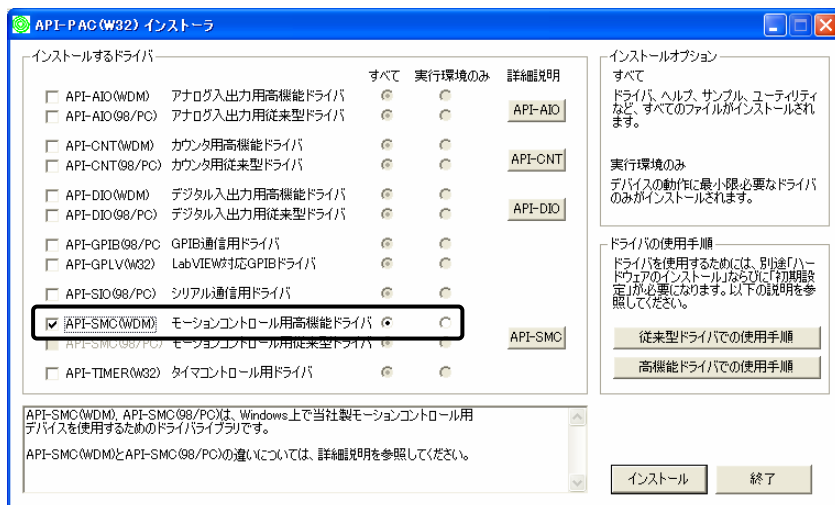 API-PAC(W32) インストーラ
インストールするドライバ
すべて 実行環境のみ 詳細説明
API-AIO(WDM) アナログ入出力用高機能ドライバ
API-AIO(98/PC) アナログ入出力用従来型ドライバ
API-AIO
API-CNT(WDM) カウンタ用高機能ドライバ
API-CNT(98/PC) カウンタ用従来型ドライバ
API-CNT
API-DIO(WDM) デジタル入出力用高機能ドライバ
API-DIO(98/PC) デジタル入出力用従来型ドライバ
API-DIO
API-GPIB(98/PC GPIB通信用ドライバ
API-GPLV(W32) LabVIEW対応GPIBドライバ
API-SIO(98/PC) シリアル通信用ドライバ
API-SMC(WDM) モーションコントロール用高機能ドライバ
API-SMC(98/PC) モーションコントロール用従来型ドライバ
API-SMC
API-TIMER(W32) タイマコントロール用ドライバ
API-SMC(WDM), API-SMC(98/PC)は、Windows上で当社製モーションコントロール用
デバイスを使用するためのドライバライブラリです。
API-SMC(WDM)とAPI-SMC(98/PC)の違いについては、詳細説明を参照してください。
インストールオプション
すべて
ドライバ、ヘルプ、サンプル、ユーティリティ
など、すべてのファイルがインストールされ
ます。
実行環境のみ
デバイスの動作に最小限必要なドライバ
のみがインストールされます。
ドライバの使用手順
ドライバを使用するためには、別途「ハー
ドウェアのインストール」ならびに「初期設
定」が必要になります。以下の説明を参
照してください。
従来型ドライバでの使用手順
高機能ドライバでの使用手順
インストール 終了